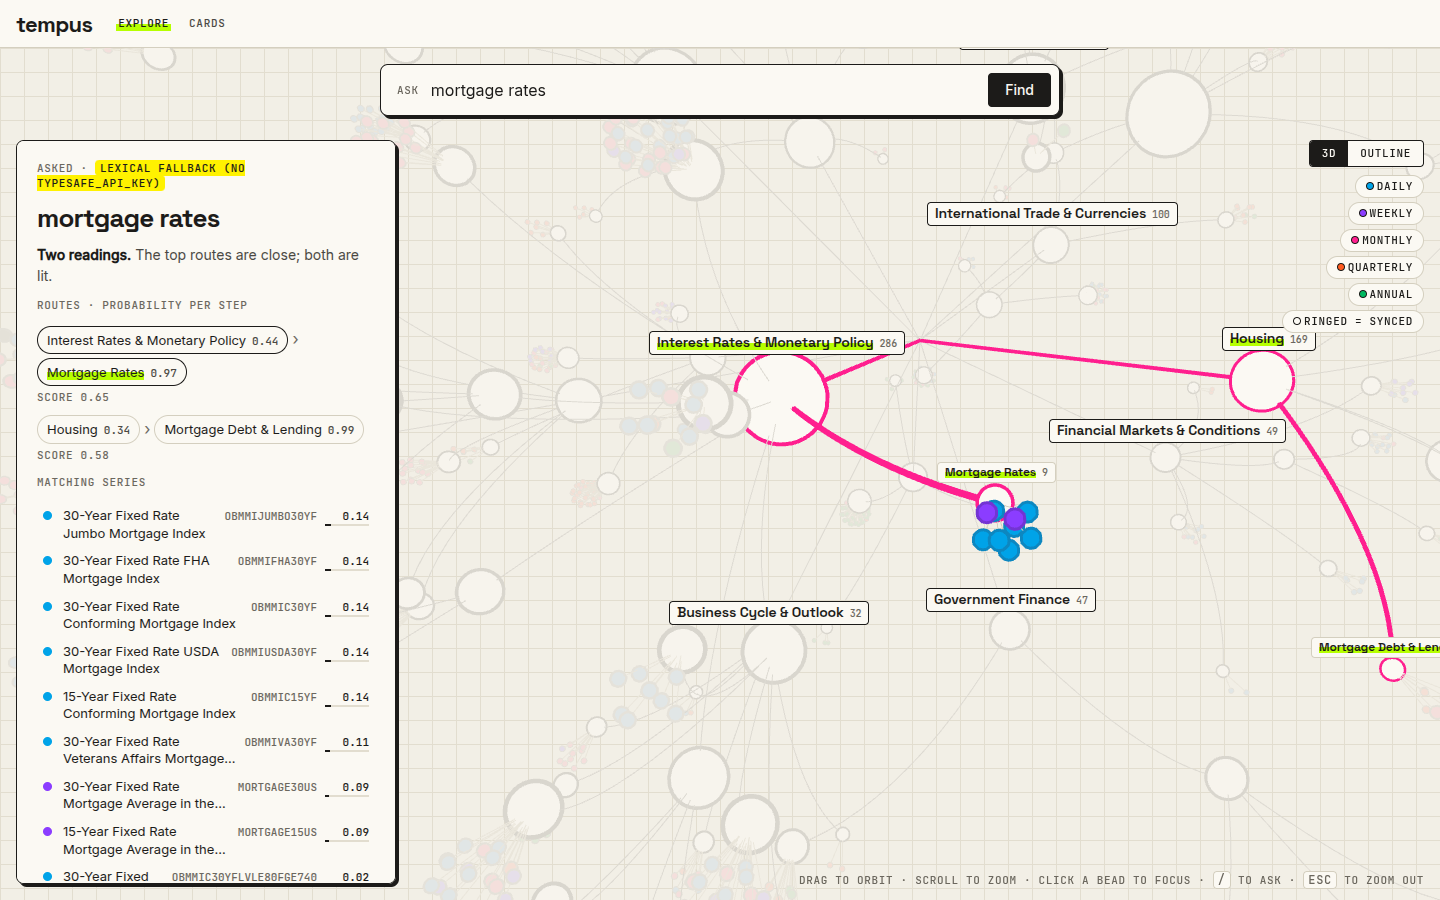 tempus
EXPLORE
CARDS
ASK
mortgage rates
Find
ASKED · LEXICAL FALLBACK (NO
TYPESAFE_API_KEY)
mortgage rates
Two readings. The top routes are close; both are
lit.
ROUTES · PROBABILITY PER STEP
Interest Rates & Monetary Policy 0.44 ›
Mortgage Rates 0.97
SCORE 0.65
Housing 0.34 › Mortgage Debt & Lending 0.99
SCORE 0.58
MATCHING SERIES
30-Year Fixed Rate OBMMIJUMBO30YF 0.14
Jumbo Mortgage Index
30-Year Fixed Rate FHA OBMMIFHA30YF 0.14
Mortgage Index
30-Year Fixed Rate OBMMIC30YF 0.14
Conforming Mortgage Index
30-Year Fixed Rate USDA OBMMIUSDA30YF 0.14
Mortgage Index
15-Year Fixed Rate OBMMIC15YF 0.14
Conforming Mortgage Index
30-Year Fixed Rate OBMMIVA30YF 0.11
Veterans Affairs Mortgage...
30-Year Fixed Rate MORTGAGE30US 0.09
Mortgage Average in the...
15-Year Fixed Rate MORTGAGE15US 0.09
Mortgage Average in the...
30-Year Fixed OBMMIC30YFLVLE80FGE740 0.02
International Trade & Currencies 100
Interest Rates & Monetary Policy 286
Housing 169
Financial Markets & Conditions 49
Mortgage Rates 9
Government Finance 47
Business Cycle & Outlook 32
Mortgage Debt & Len
3D
OUTLINE
DAILY
WEEKLY
MONTHLY
QUARTERLY
ANNUAL
RINGED = SYNCED
DRAG TO ORBIT · SCROLL TO ZOOM · CLICK A BEAD TO FOCUS · / TO ASK · ESC TO ZOOM OUT